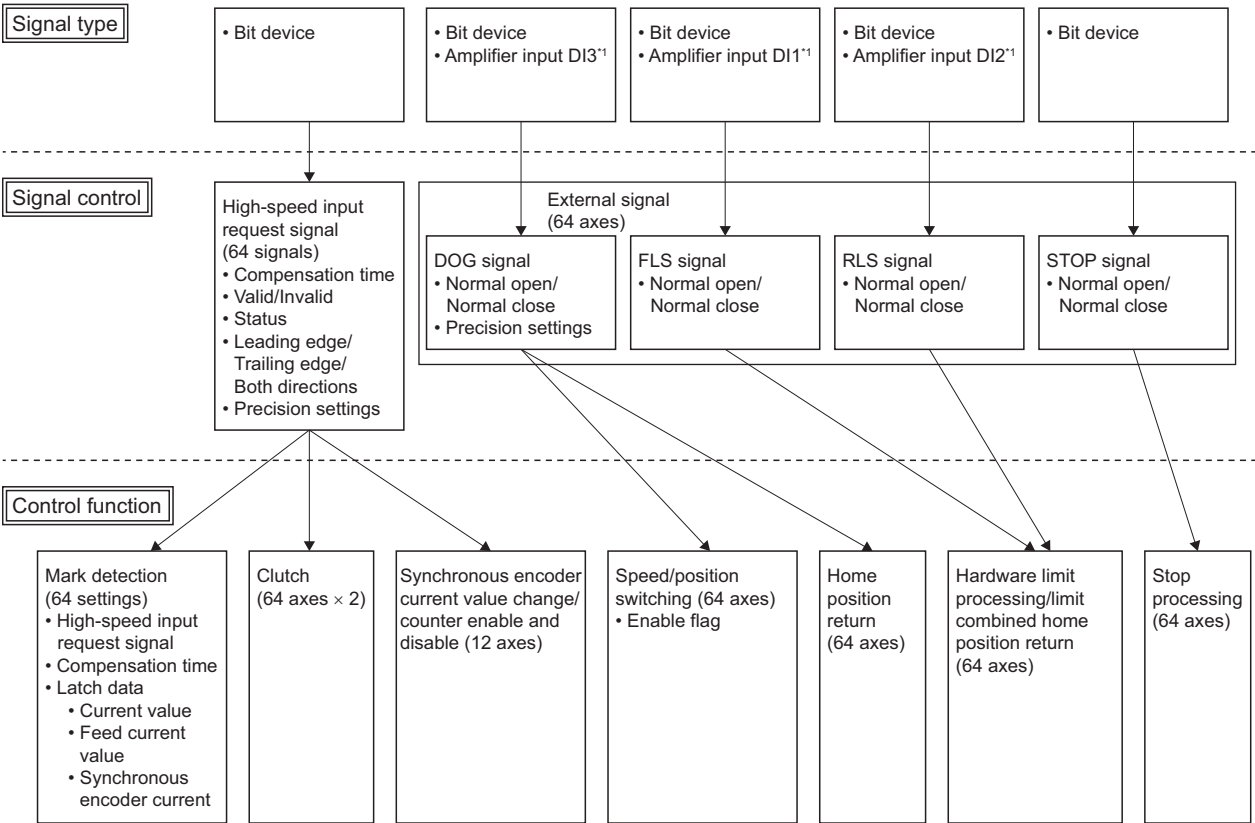 Signal type
• Bit device
• Bit device
• Amplifier input DI3*1
• Bit device
• Amplifier input DI1*1
• Bit device
• Amplifier input DI2*1
• Bit device
Signal control
High-speed input
request signal
(64 signals)
• Compensation time
• Valid/Invalid
• Status
• Leading edge/
Trailing edge/
Both directions
• Precision settings
External signal
(64 axes)
DOG signal
• Normal open/
Normal close
• Precision settings
FLS signal
• Normal open/
Normal close
RLS signal
• Normal open/
Normal close
STOP signal
• Normal open/
Normal close
Control function
Mark detection
(64 settings)
• High-speed input
request signal
• Compensation time
• Latch data
• Current value
• Feed current
value
• Synchronous
encoder current
Clutch
(64 axes × 2)
Synchronous encoder
current value change/
counter enable and
disable (12 axes)
Speed/position
switching (64 axes)
• Enable flag
Home
position
return
(64 axes)
Hardware limit
processing/limit
combined home
position return
(64 axes)
Stop
processing
(64 axes)